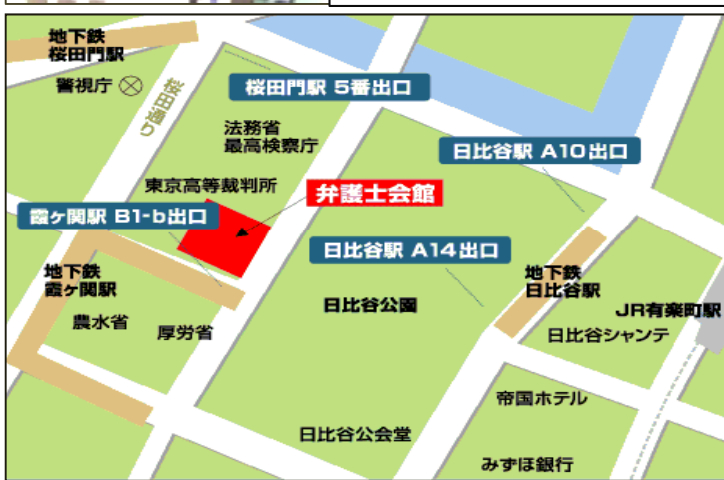 地下鉄
桜田門駅
警視庁
桜田通り
桜田門駅 5番出口
法務省
最高検察庁
日比谷駅 A10出口
東京高等裁判所
弁護士会館
霞ヶ関駅 B1-b出口
日比谷駅 A14出口
地下鉄
霞ヶ関駅
地下鉄
日比谷駅
農水省
厚労省
日比谷公園
JR有楽町駅
日比谷シャンテ
帝国ホテル
日比谷公会堂
みずほ銀行